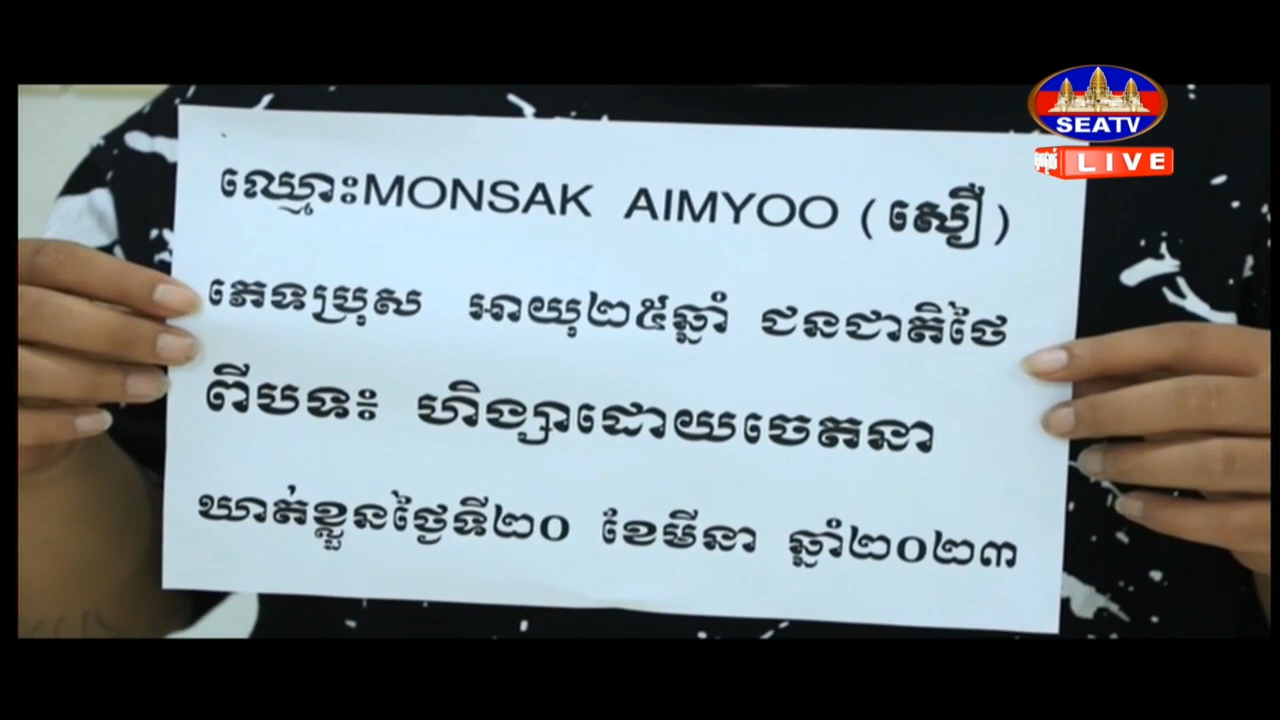 SEATV
LIVE
ឈ្មោះMONSAK AIMYOO (សឿ)
ភេទប្រុស អាយុ២៥ឆ្នាំ ជនជាតិថៃ
ពីបទ៖ ហិង្សាដោយចេតនា
ឃាត់ខ្លួនថ្ងៃទី២០ ខែមីនា ឆ្នាំ២០២៣